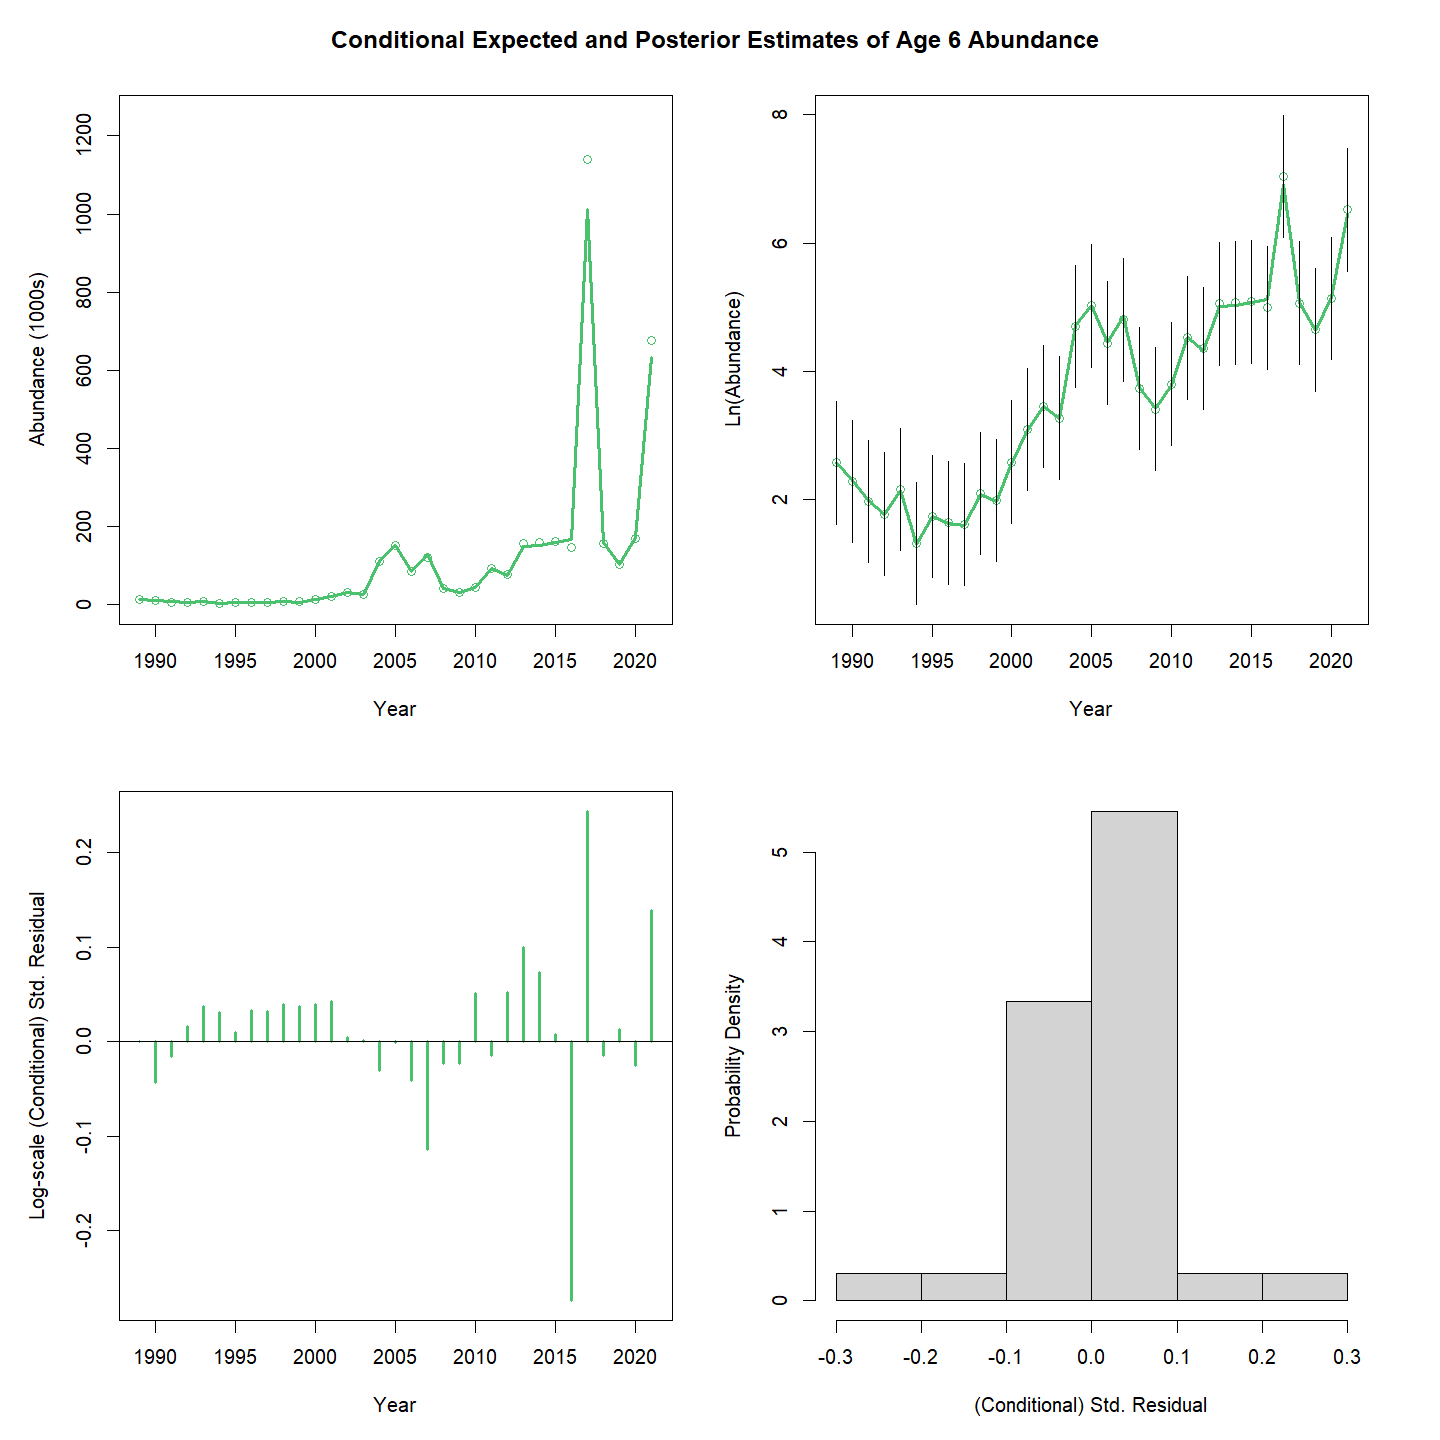 Conditional Expected and Posterior Estimates of Age 6 Abundance
Abundance (1000s)
0 200 400 600 800 1000 1200
1990 1995 2000 2005 2010 2015 2020
Year
Ln(Abundance)
2 4 6 8
1990 1995 2000 2005 2010 2015 2020
Year
Log-scale (Conditional) Std. Residual
-0.2 -0.1 0.0 0.1 0.2
1990 1995 2000 2005 2010 2015 2020
Year
Probability Density
0 1 2 3 4 5
-0.3 -0.2 -0.1 0.0 0.1 0.2 0.3
(Conditional) Std. Residual